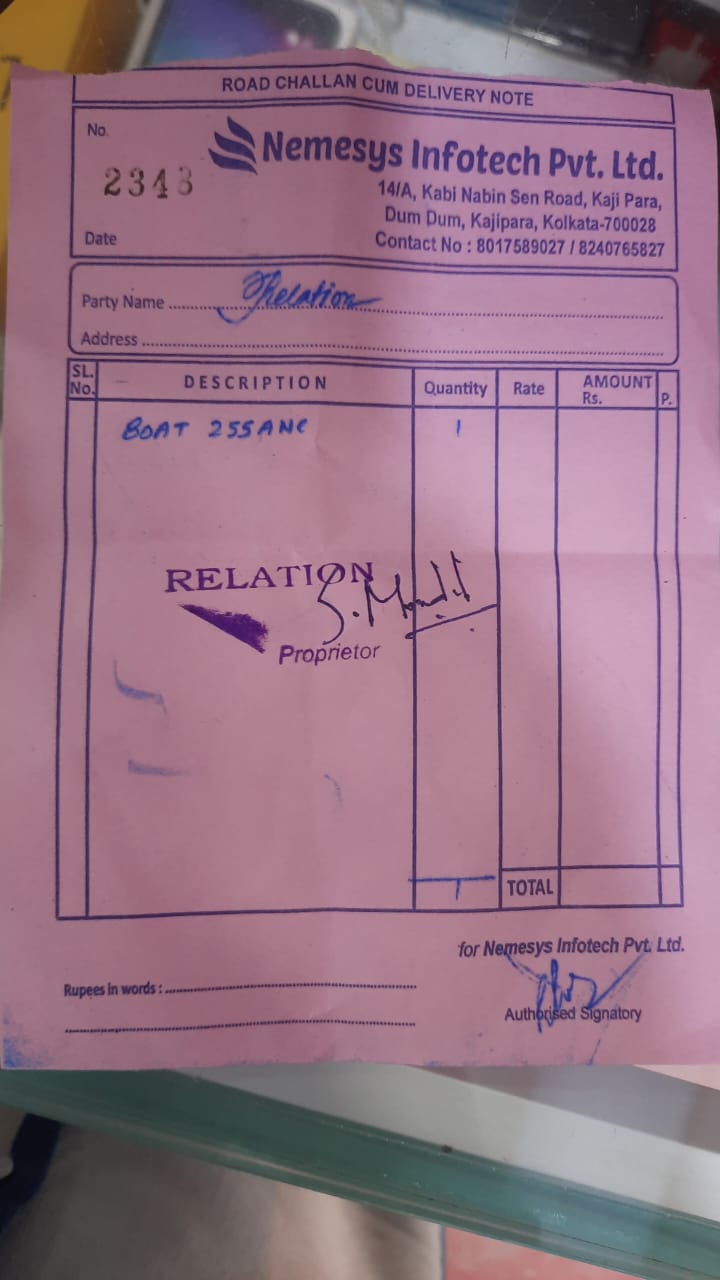 ROAD CHALLAN CUM DELIVERY NOTE
No.
2343
Nemesys Infotech Pvt. Ltd.
14/A, Kabi Nabin Sen Road, Kaji Para,
Dum Dum, Kajipara, Kolkata-700028
Contact No : 8017589027 / 8240765827
Date
Party Name Relation
Address
SL. No. DESCRIPTION Quantity Rate AMOUNT Rs. P.
BOAT 255ANC 1
RELATION
Proprietor
1 TOTAL
for Nemesys Infotech Pvt. Ltd.
Rupees in words :
Authorised Signatory